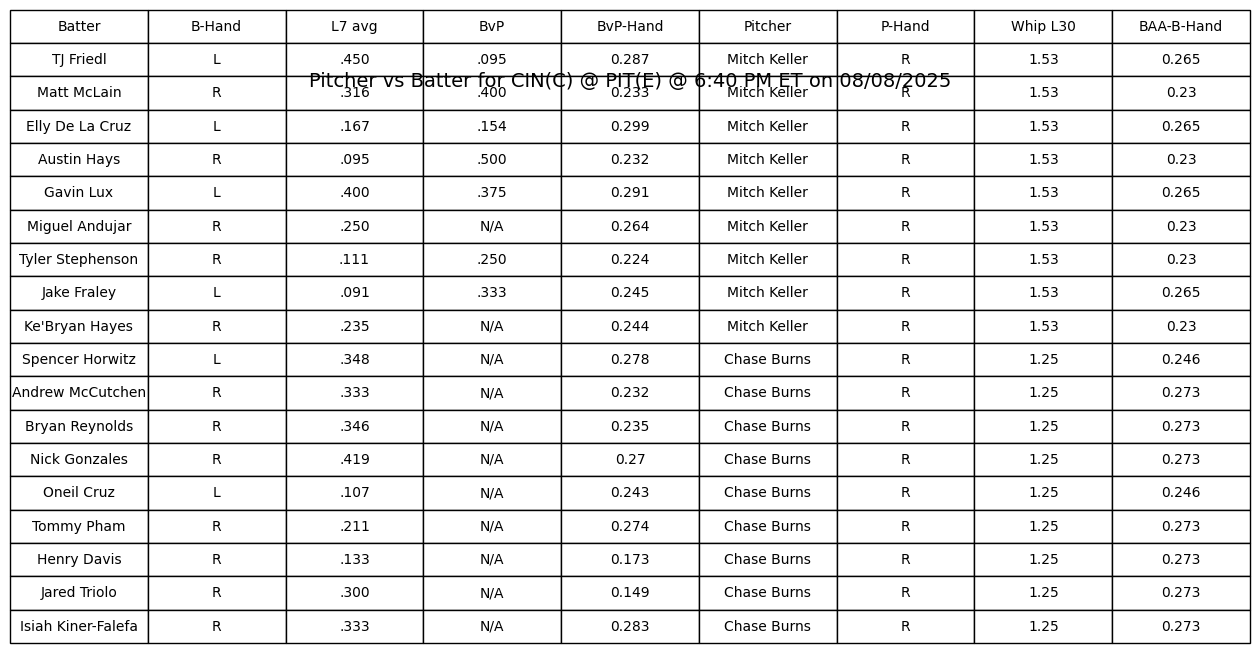 Batter B-Hand L7 avg BvP BvP-Hand Pitcher P-Hand Whip L30 BAA-B-Hand
TJ Friedl L .450 .095 0.287 Mitch Keller R 1.53 0.265
Pitcher vs Batter for CIN(C) @ PIT(E) @ 6:40 PM ET on 08/08/2025
Matt McLain R .316 .400 0.233 Mitch Keller R 1.53 0.23
Elly De La Cruz L .167 .154 0.299 Mitch Keller R 1.53 0.265
Austin Hays R .095 .500 0.232 Mitch Keller R 1.53 0.23
Gavin Lux L .400 .375 0.291 Mitch Keller R 1.53 0.265
Miguel Andujar R .250 N/A 0.264 Mitch Keller R 1.53 0.23
Tyler Stephenson R .111 .250 0.224 Mitch Keller R 1.53 0.23
Jake Fraley L .091 .333 0.245 Mitch Keller R 1.53 0.265
Ke'Bryan Hayes R .235 N/A 0.244 Mitch Keller R 1.53 0.23
Spencer Horwitz L .348 N/A 0.278 Chase Burns R 1.25 0.246
Andrew McCutchen R .333 N/A 0.232 Chase Burns R 1.25 0.273
Bryan Reynolds R .346 N/A 0.235 Chase Burns R 1.25 0.273
Nick Gonzales R .419 N/A 0.27 Chase Burns R 1.25 0.273
Oneil Cruz L .107 N/A 0.243 Chase Burns R 1.25 0.246
Tommy Pham R .211 N/A 0.274 Chase Burns R 1.25 0.273
Henry Davis R .133 N/A 0.173 Chase Burns R 1.25 0.273
Jared Triolo R .300 N/A 0.149 Chase Burns R 1.25 0.273
Isiah Kiner-Falefa R .333 N/A 0.283 Chase Burns R 1.25 0.273